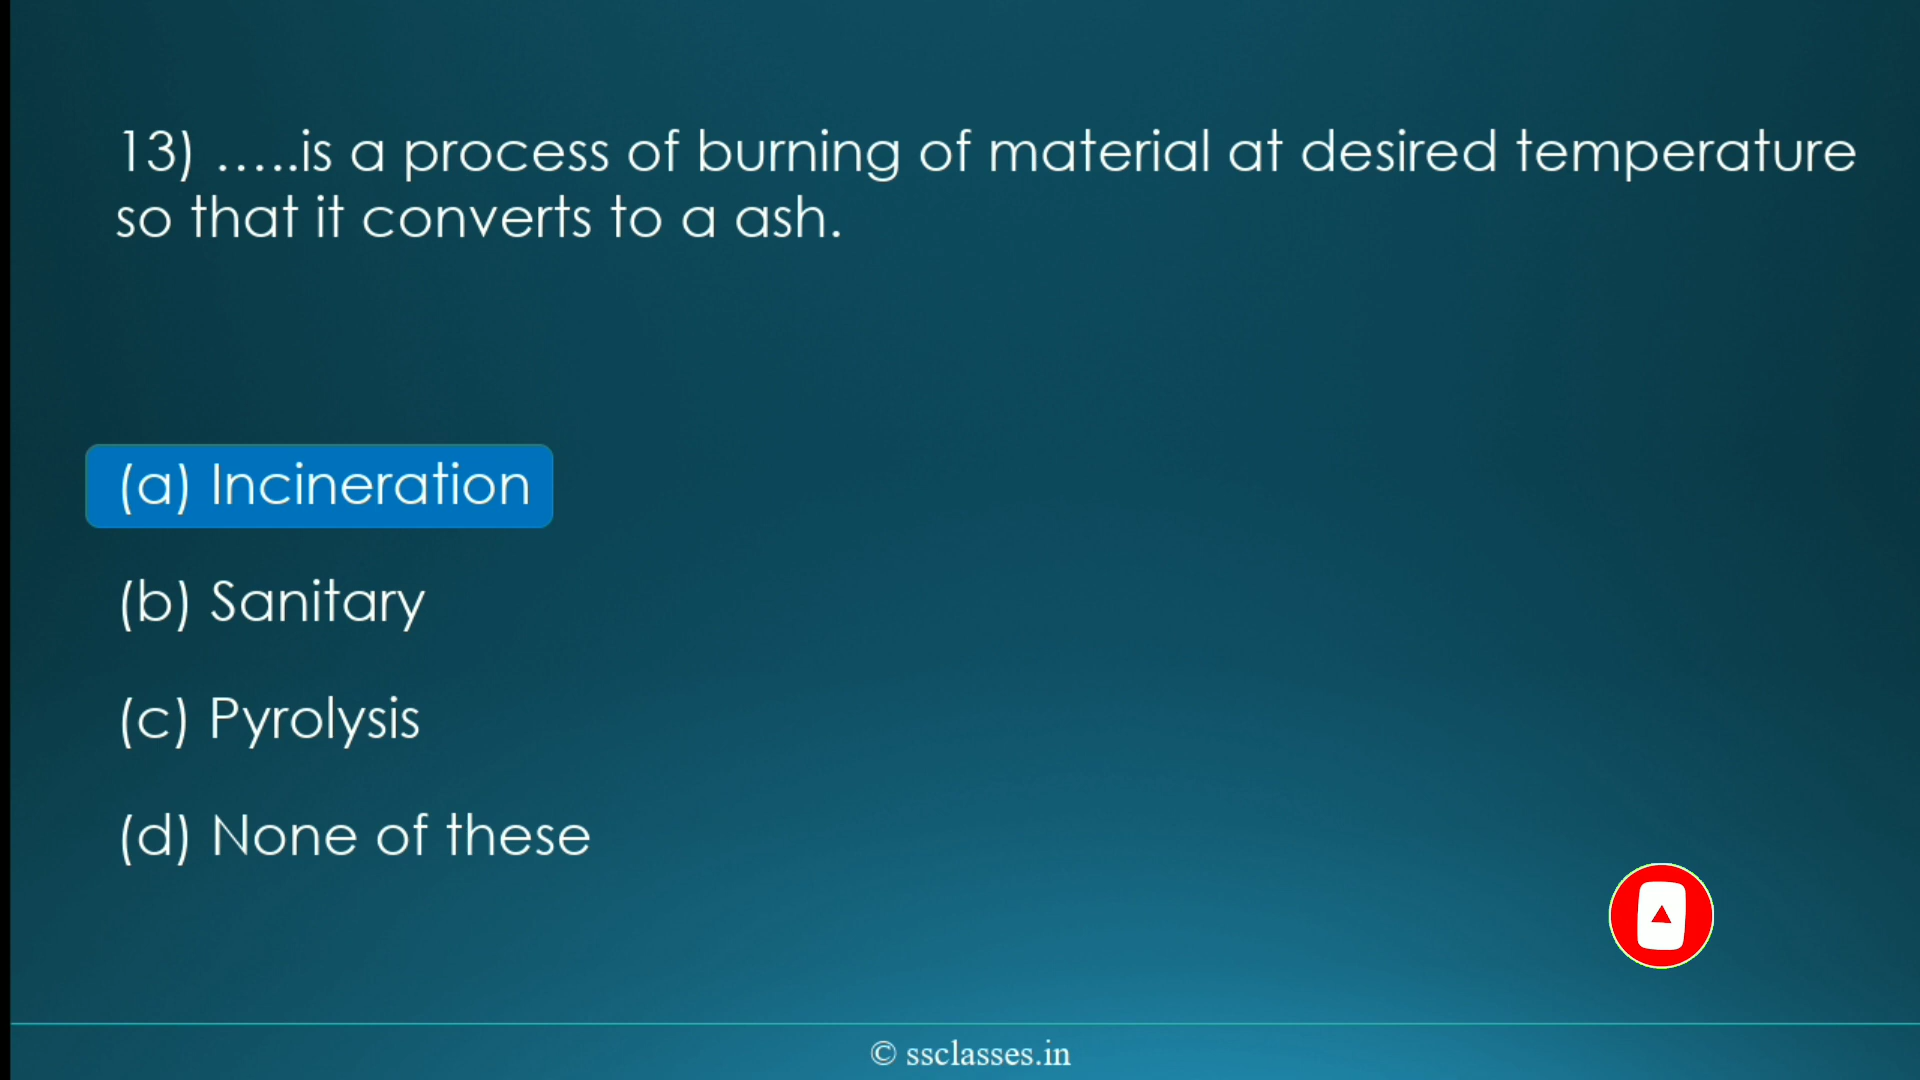 13) .....is a process of burning of material at desired temperature
so that it converts to a ash.
(a) Incineration
(b) Sanitary
(c) Pyrolysis
(d) None of these
© ssclasses.in